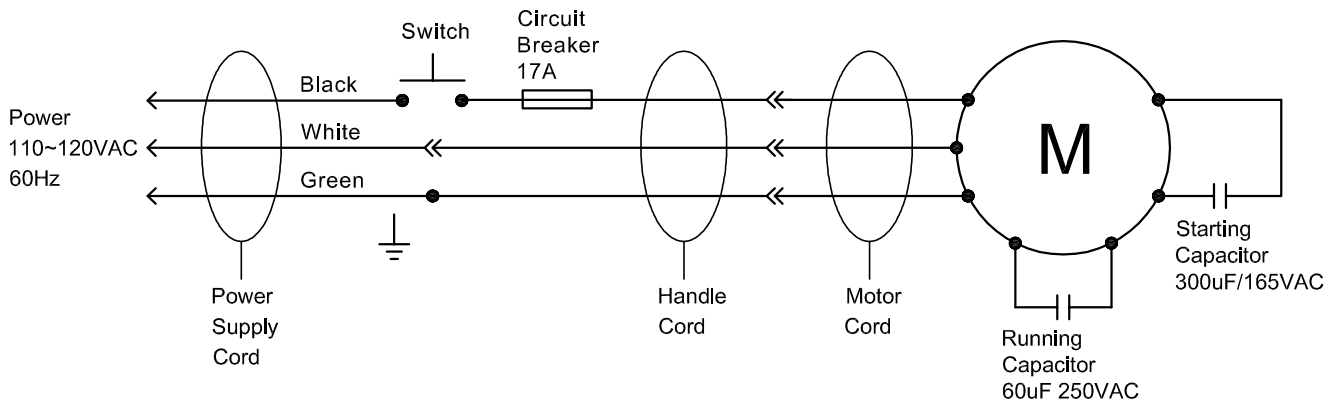 Switch
Circuit
Breaker
17A
Black
White
Green
Power
110~120VAC
60Hz
M
Power
Supply
Cord
Handle
Cord
Motor
Cord
Starting
Capacitor
300uF/165VAC
Running
Capacitor
60uF 250VAC